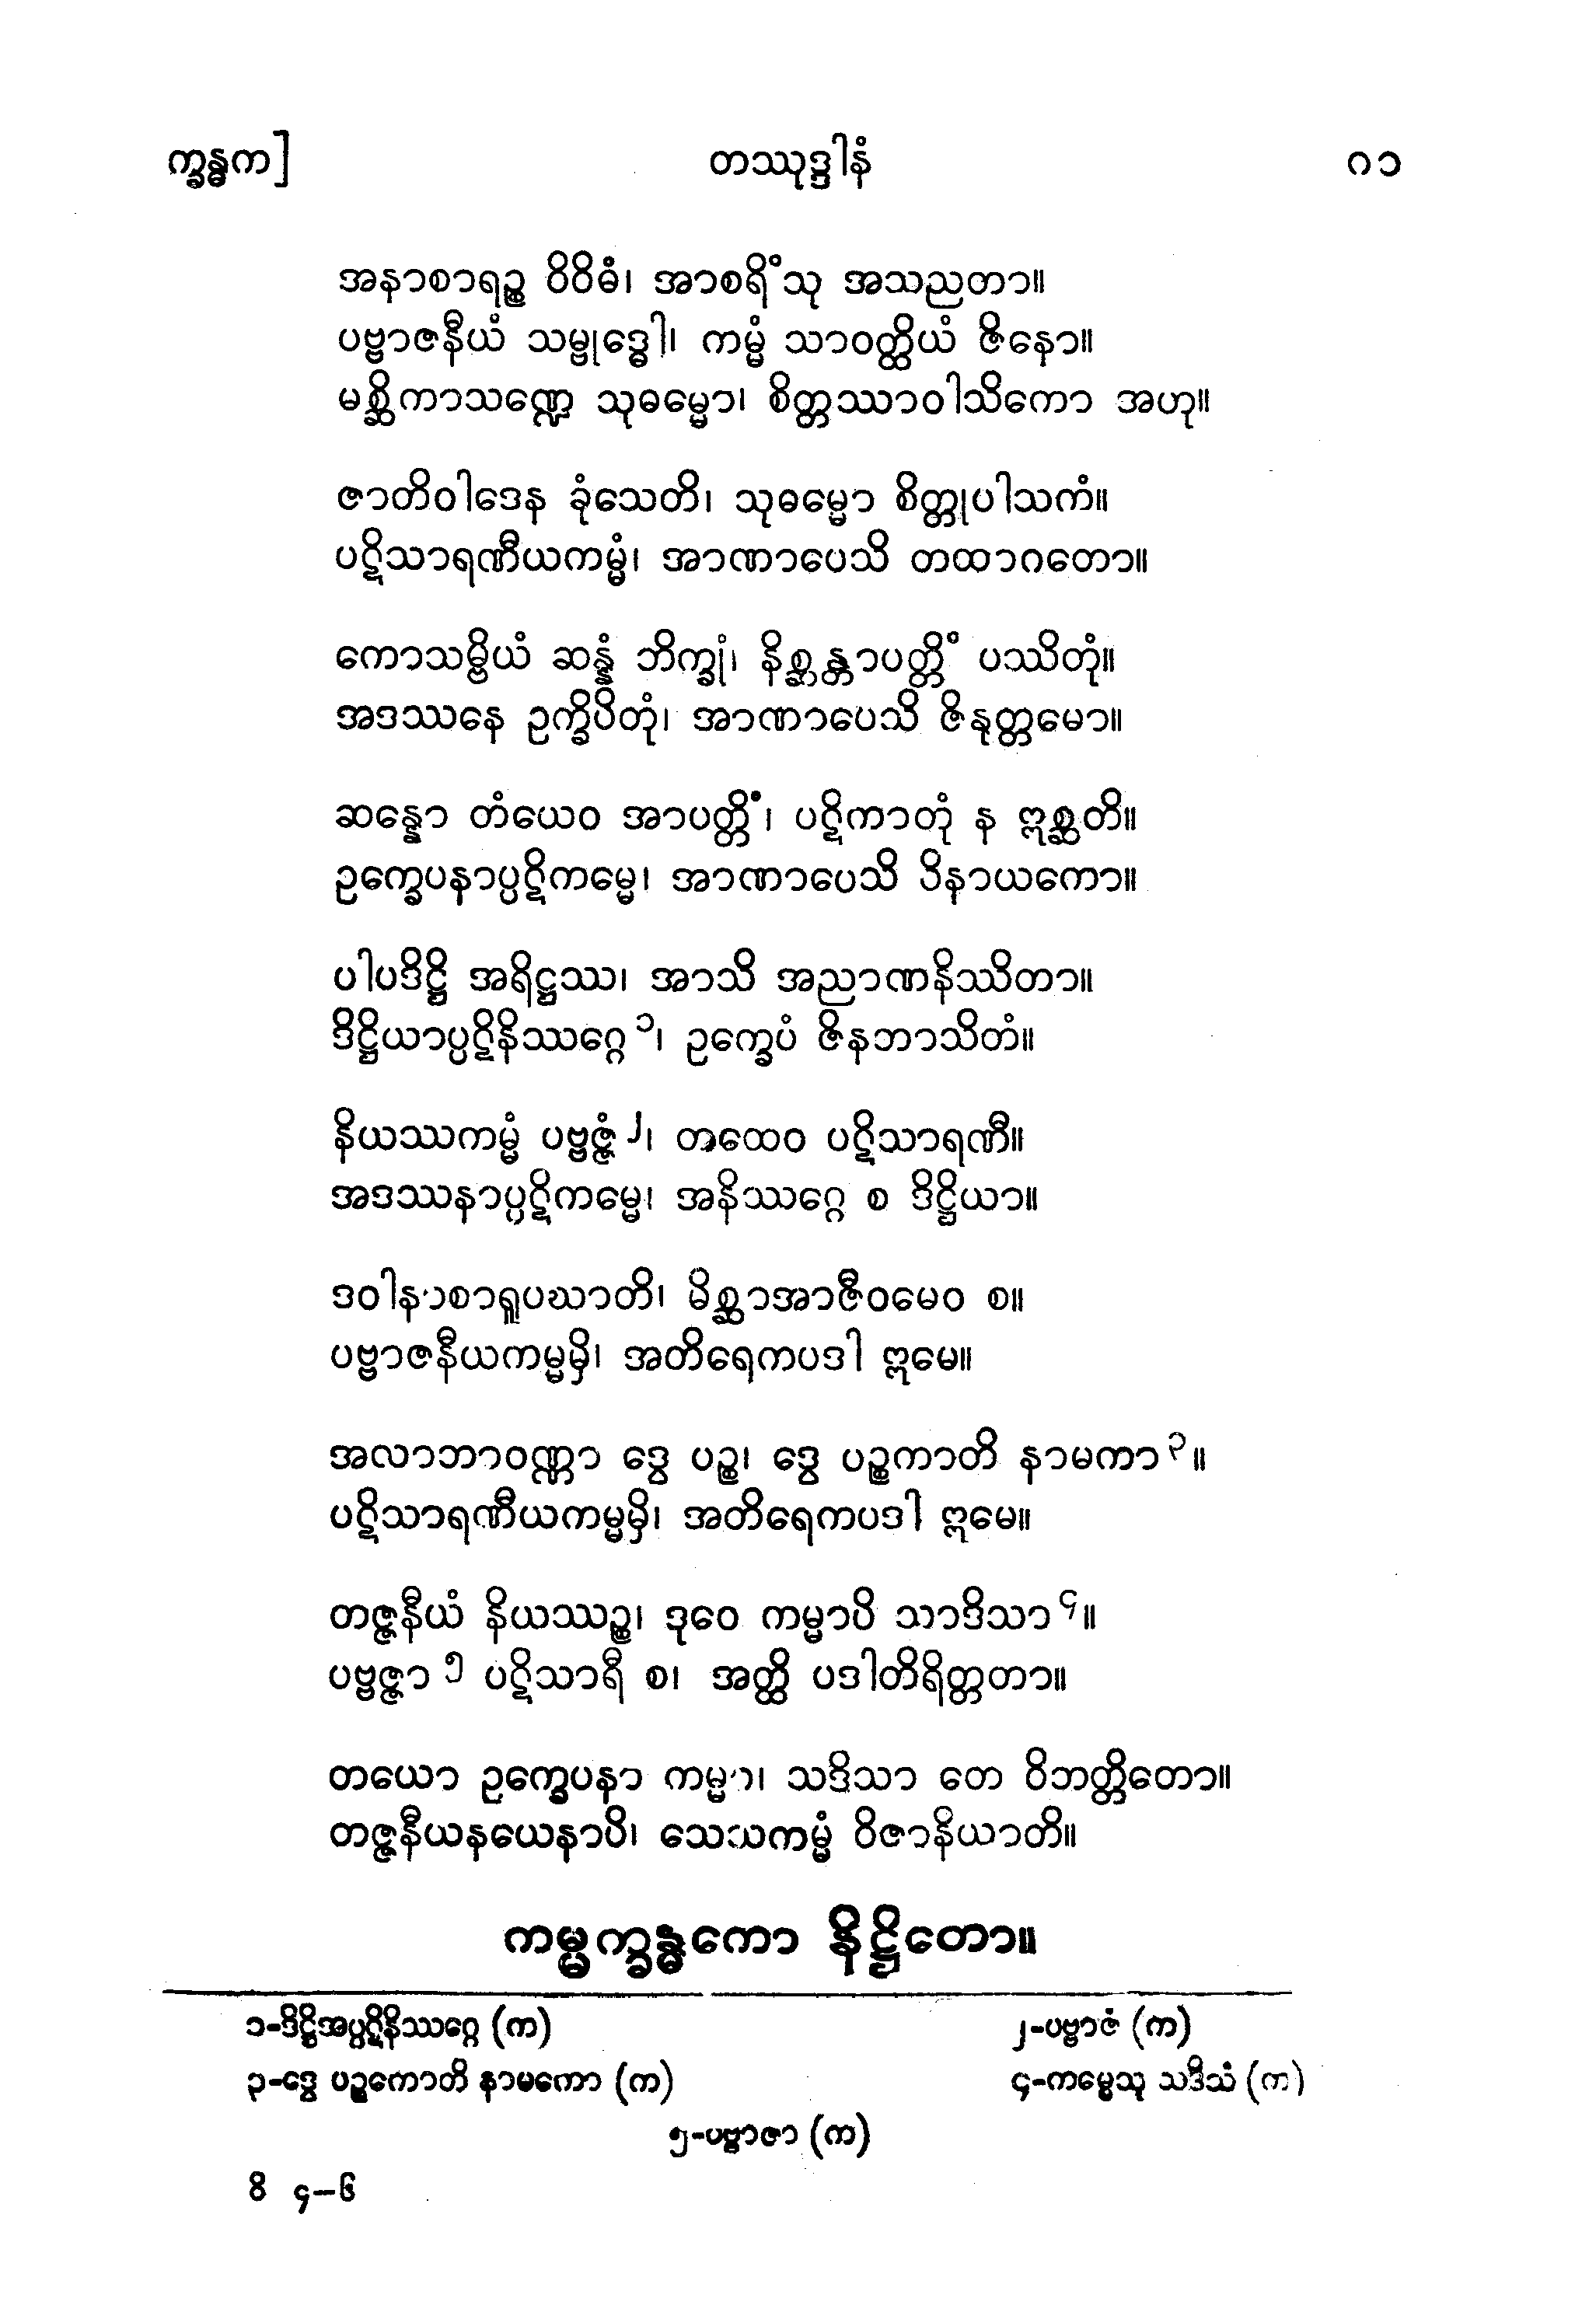 က္ခန္ဓက]
တဿုဒ္ဒါနံ
၈၁
အနာစာရဉ္စ ဝိဝိဓံ၊ အာစရိံသု အသညတာ။
ပဗ္ဗာဇနီယံ သမ္ဗုဒ္ဓေါ၊ ကမ္မံ သာဝတ္ထိယံ ဇိနော။
မစ္ဆိကာသဏ္ဍေ သုဓမ္မော၊ စိတ္တဿာဝါသိကော အဟု။
ဇာတိဝါဒေန ခုံသေတိ၊ သုဓမ္မော စိတ္တုပါသကံ။
ပဋိသာရဏီယကမ္မံ၊ အာဏာပေသိ တထာဂတော။
ကောသမ္ဗိယံ ဆန္နံ ဘိက္ခုံ၊ နိစ္ဆန္တာပတ္တိံ ပဿိတုံ။
အဒဿနေ ဥက္ခိပိတုံ၊ အာဏာပေသိ ဇိနုတ္တမော။
ဆန္နော တံယေဝ အာပတ္တိံ၊ ပဋိကာတုံ န ဣစ္ဆတိ။
ဥက္ခေပနာပ္ပဋိကမ္မေ၊ အာဏာပေသိ ဝိနာယကော။
ပါပဒိဋ္ဌိ အရိဋ္ဌဿ၊ အာသိ အညာဏနိဿိတာ။
ဒိဋ္ဌိယာပ္ပဋိနိဿဂ္ဂေ ၁၊ ဥက္ခေပံ ဇိနဘာသိတံ။
နိယဿကမ္မံ ပဗ္ဗဇ္ဇံ ၂၊ တထေဝ ပဋိသာရဏီ။
အဒဿနာပ္ပဋိကမ္မေ၊ အနိဿဂ္ဂေ စ ဒိဋ္ဌိယာ။
ဒဝါနာစာရူပဃာတိ၊ မိစ္ဆာအာဇီဝမေဝ စ။
ပဗ္ဗာဇနီယကမ္မမှိ၊ အတိရေကပဒါ ဣမေ။
အလာဘာဝဏ္ဏာ ဒွေ ပဉ္စ၊ ဒွေ ပဉ္စကာတိ နာမကာ ၃။
ပဋိသာရဏီယကမ္မမှိ၊ အတိရေကပဒါ ဣမေ။
တဇ္ဇနီယံ နိယဿဉ္စ၊ ဒုဝေ ကမ္မာပိ သာဒိသာ ၄။
ပဗ္ဗဇ္ဇာ ၅ ပဋိသာရီ စ၊ အတ္ထိ ပဒါတိရိတ္တတာ။
တယော ဥက္ခေပနာ ကမ္မာ၊ သဒိသာ တေ ဝိဘတ္တိတော။
တဇ္ဇနီယနယေနာပိ၊ သေသကမ္မံ ဝိဇာနိယာတိ။
ကမ္မက္ခန္ဓကော နိဋ္ဌိတော။
၁-ဒိဋ္ဌိအပ္ပဋိနိဿဂ္ဂေ (က)
၂-ပဗ္ဗာဇံ (က)
၃-ဒွေ ပဉ္စကောတိ နာမကော (က)
၄-ကမ္မေသု သဒိသံ (က)
၅-ပဗ္ဗာဇာ (က)
ဝိ ၄-၆